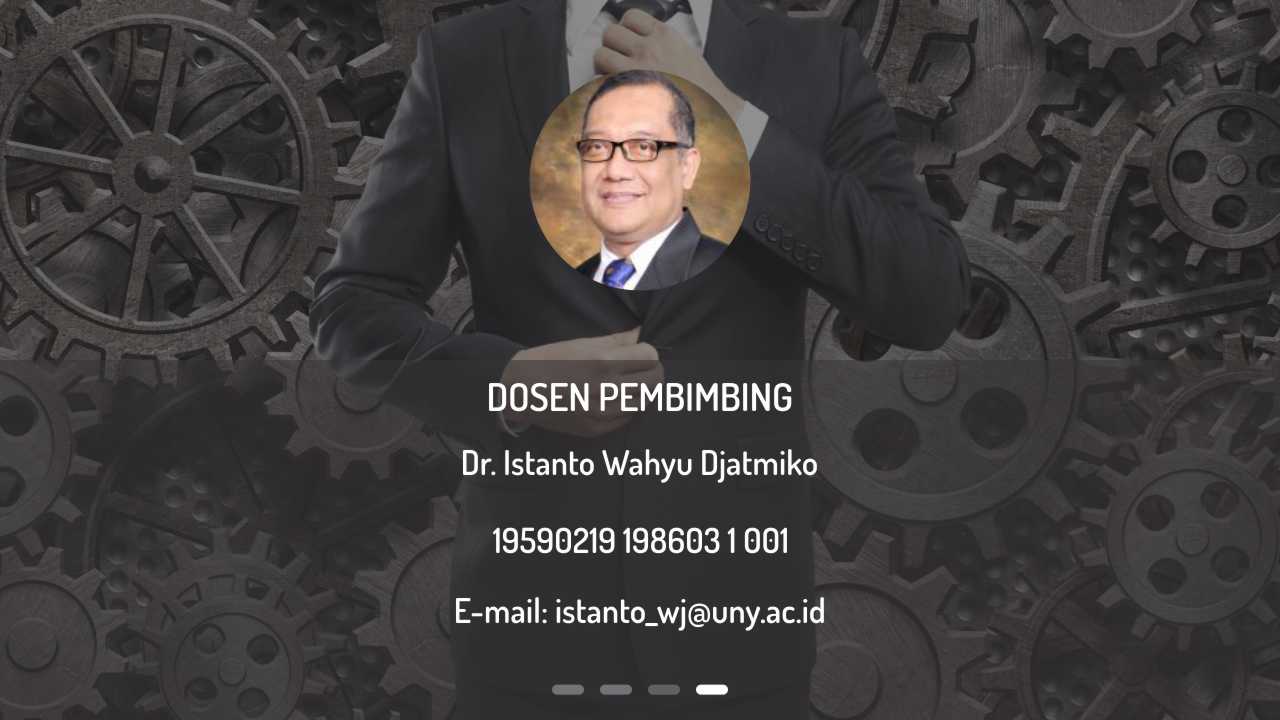 DOSEN PEMBIMBING
Dr. Istanto Wahyu Djatmiko
19590219 198603 1 001
E-mail: istanto_wj@uny.ac.id